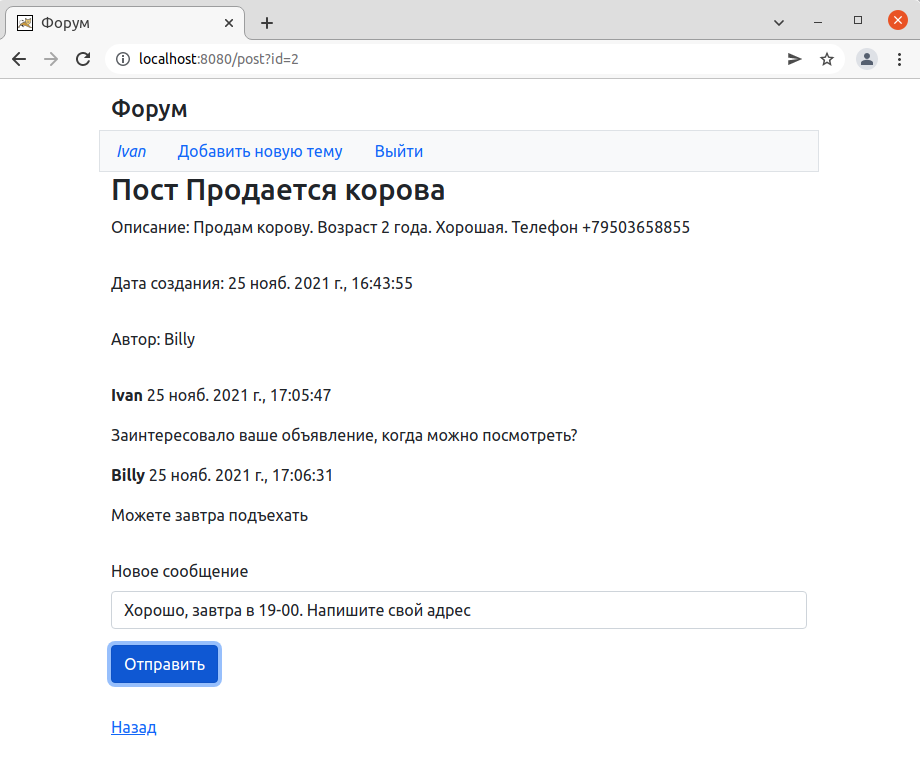 Форум
localhost:8080/post?id=2
Форум
Ivan Добавить новую тему Выйти
Пост Продается корова
Описание: Продам корову. Возраст 2 года. Хорошая. Телефон +79503658855
Дата создания: 25 нояб. 2021 г., 16:43:55
Автор: Billy
Ivan 25 нояб. 2021 г., 17:05:47
Заинтересовало ваше объявление, когда можно посмотреть?
Billy 25 нояб. 2021 г., 17:06:31
Можете завтра подъехать
Новое сообщение
Хорошо, завтра в 19-00. Напишите свой адрес
Отправить
Назад